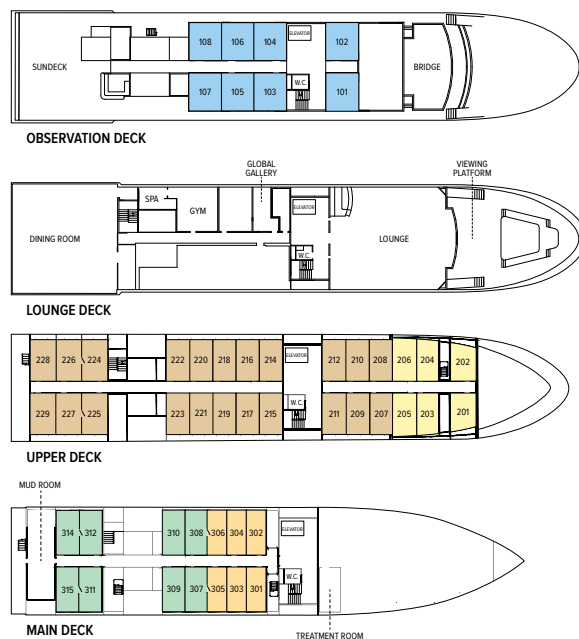 108 106 104 ELEVATOR 102
SUNDECK W.C. BRIDGE
107 105 103 101
OBSERVATION DECK
GLOBAL
GALLERY
VIEWING
PLATFORM
SPA
GYM
ELEVATOR
DINING ROOM
LOUNGE
W.C.
LOUNGE DECK
228 226 224 222 220 218 216 214 ELEVATOR 212 210 208 206 204 202
W.C.
229 227 225 223 221 219 217 215 211 209 207 205 203 201
UPPER DECK
MUD ROOM
314 312 310 308 306 304 302 ELEVATOR
W.C.
315 311 309 307 305 303 301
MAIN DECK
TREATMENT ROOM